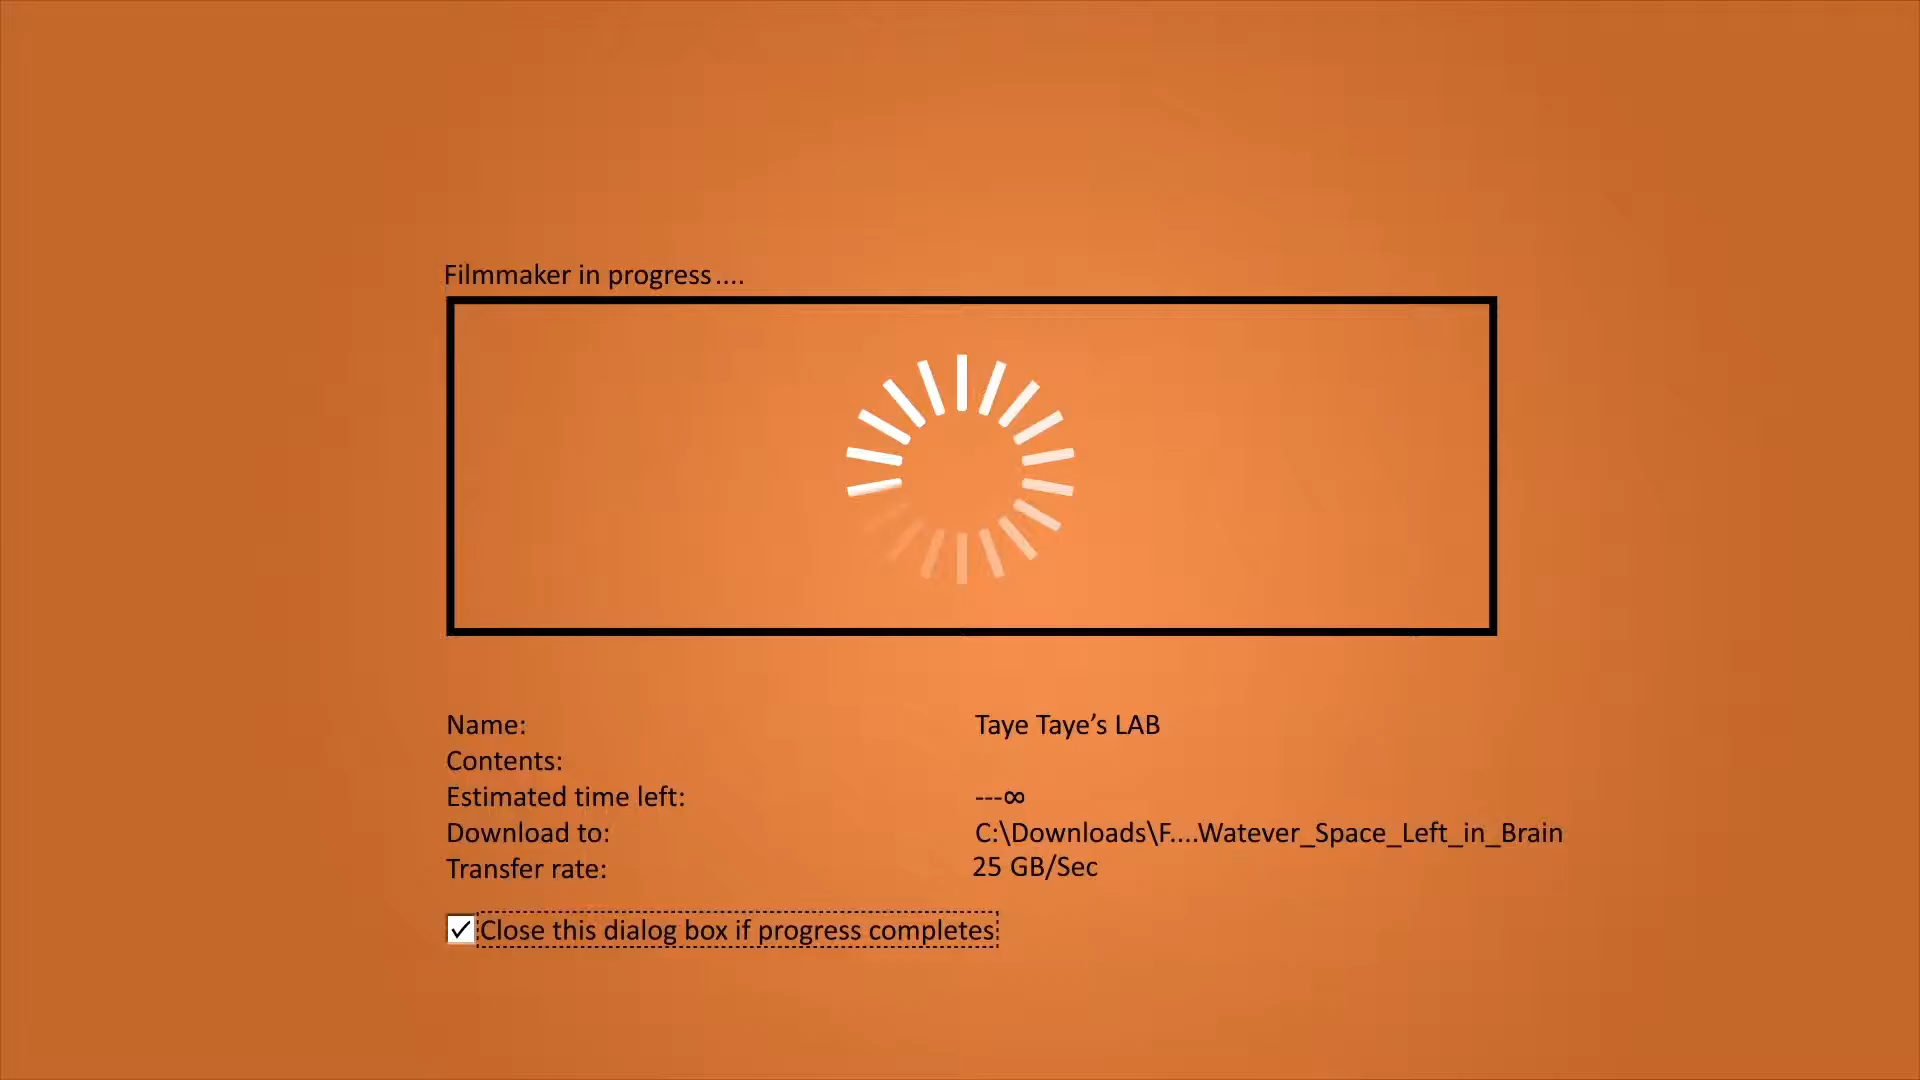 Filmmaker in progress....
Name: Taye Taye’s LAB
Contents:
Estimated time left: ---∞
Download to: C:\Downloads\F....Watever_Space_Left_in_Brain
Transfer rate: 25 GB/Sec
Close this dialog box if progress completes